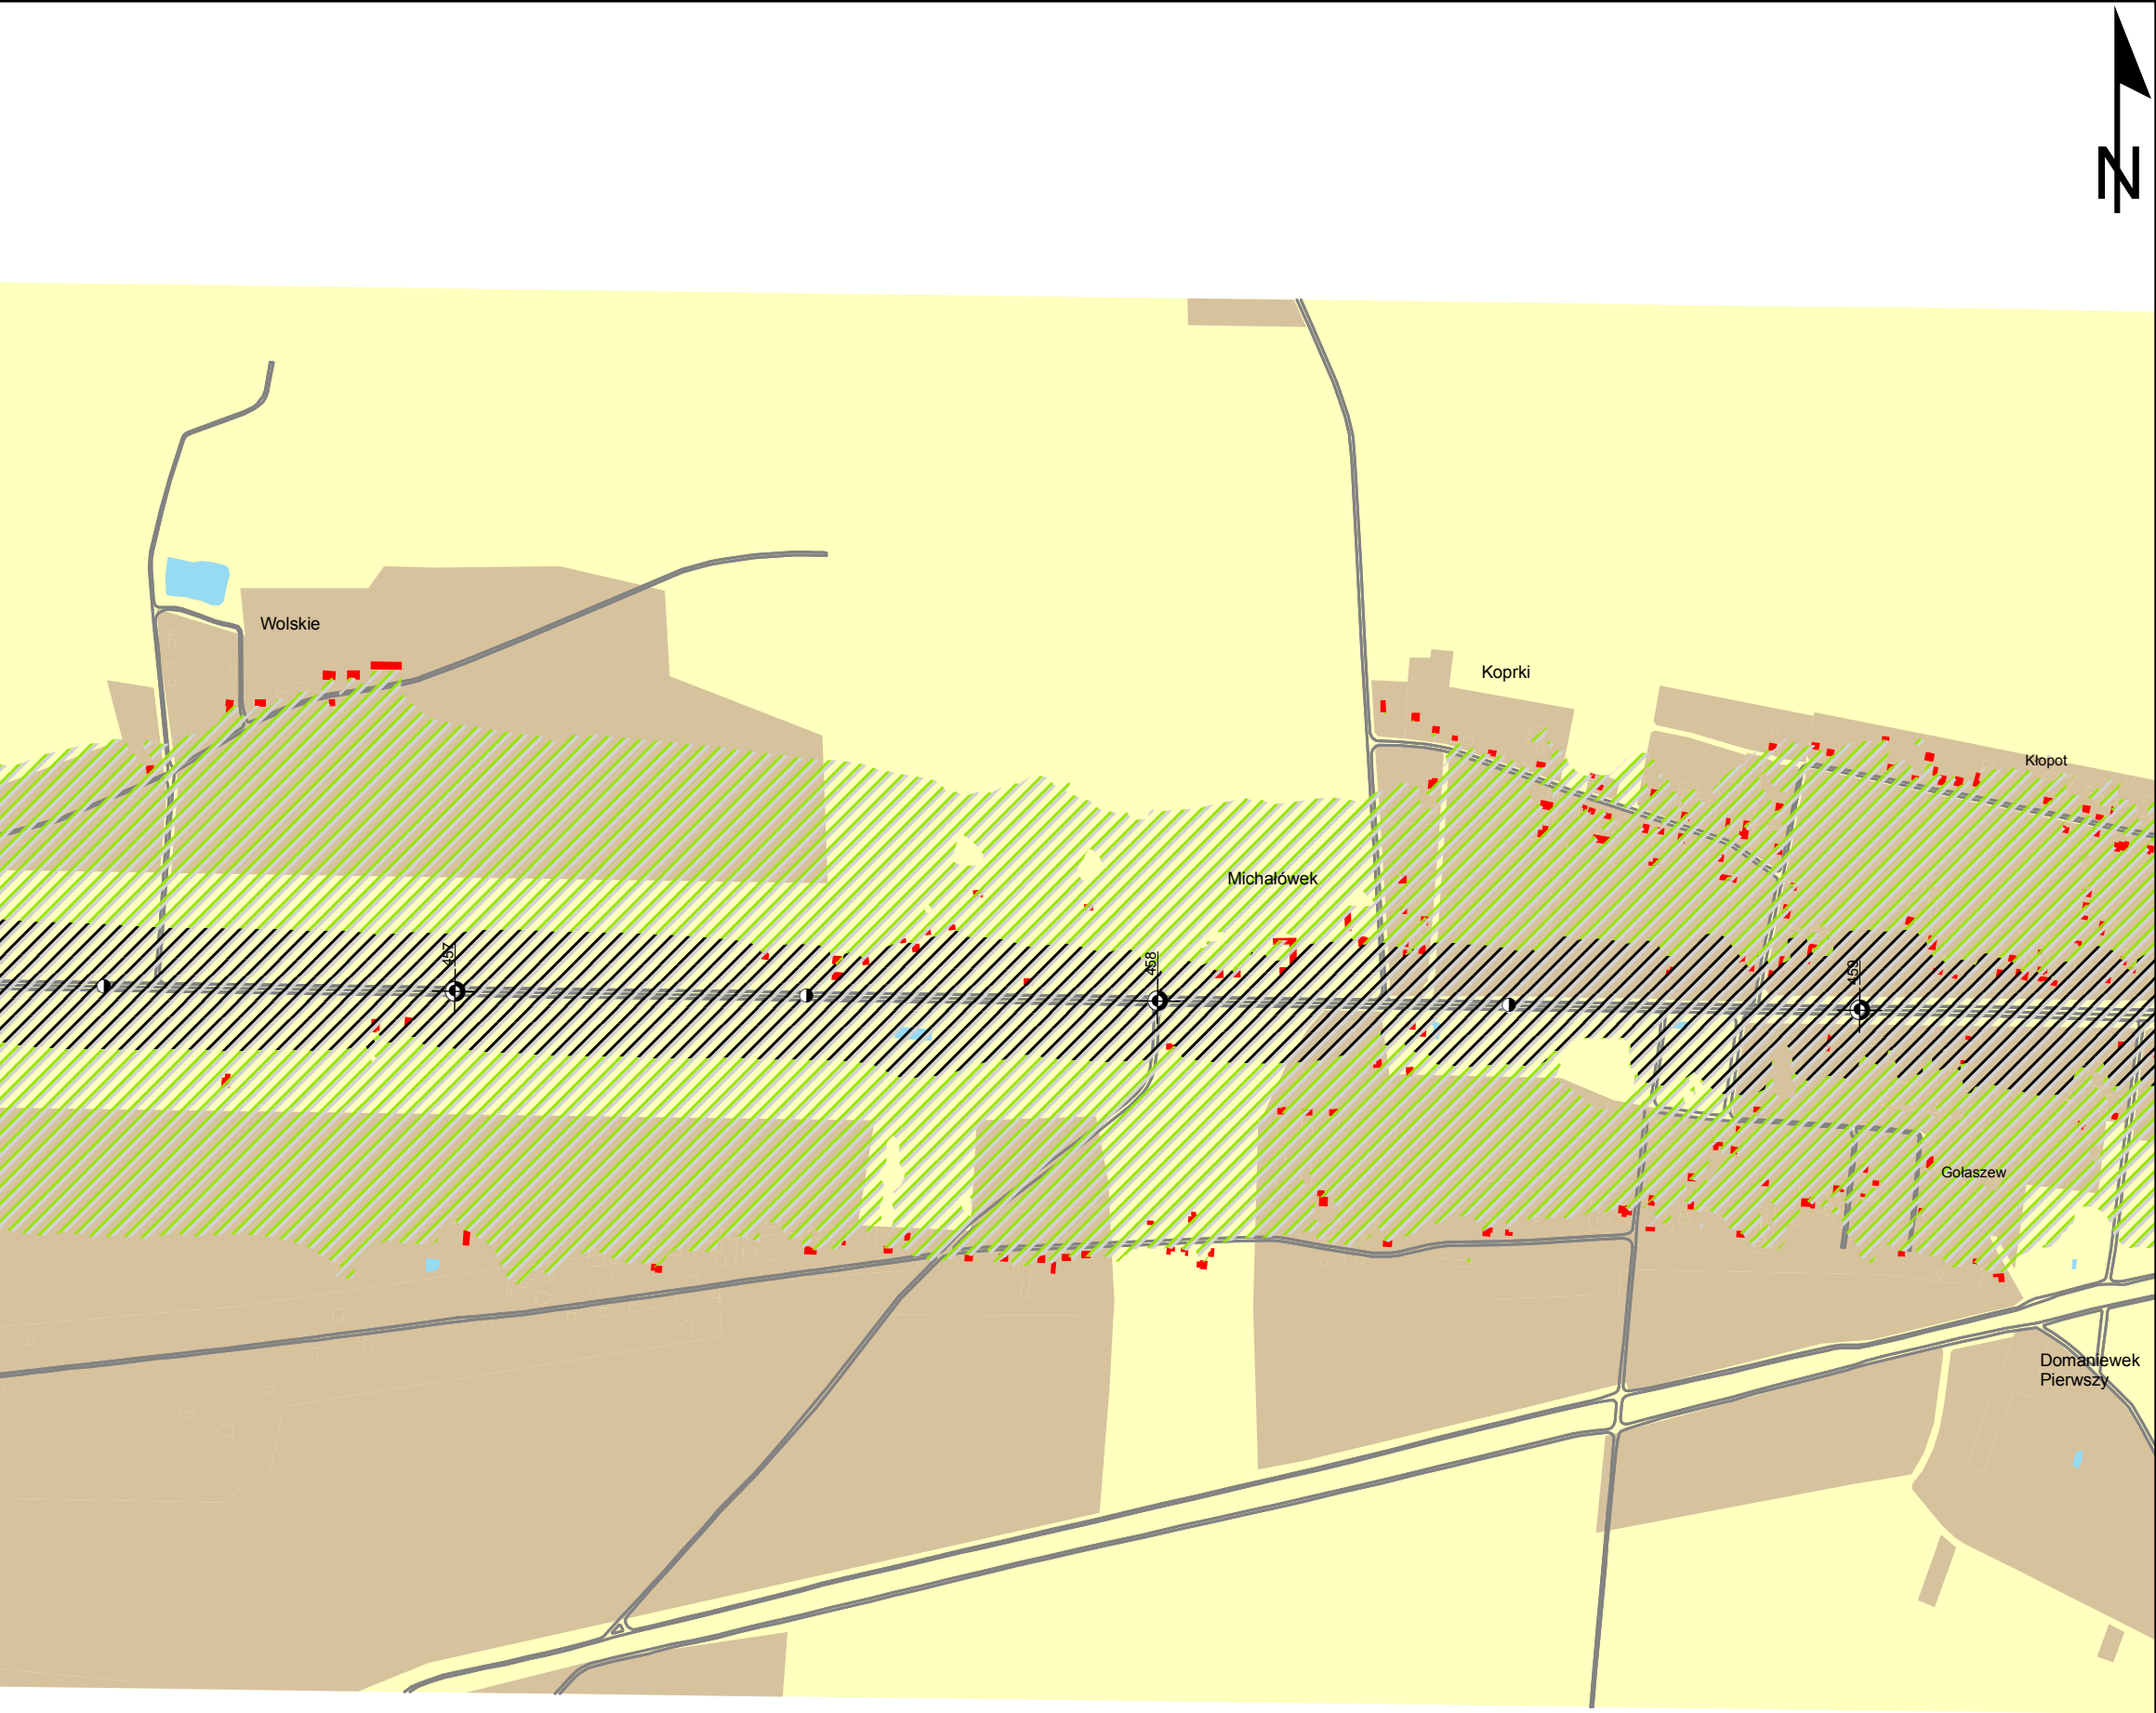 N
Wolskie
Koprki
Kłopot
Michałówek
457
458
459
Gołaszew
Domaniewek
Pierwszy